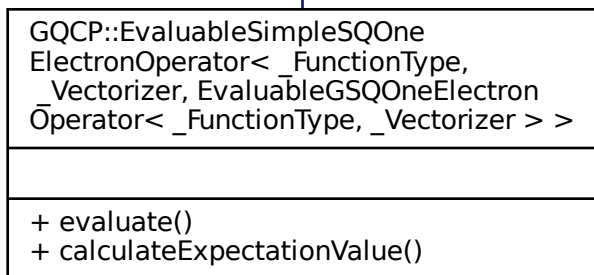 GQCP::EvaluableSimpleSQOne
ElectronOperator< _FunctionType,
_Vectorizer, EvaluableGSQOneElectron
Operator< _FunctionType, _Vectorizer > >
+ evaluate()
+ calculateExpectationValue()